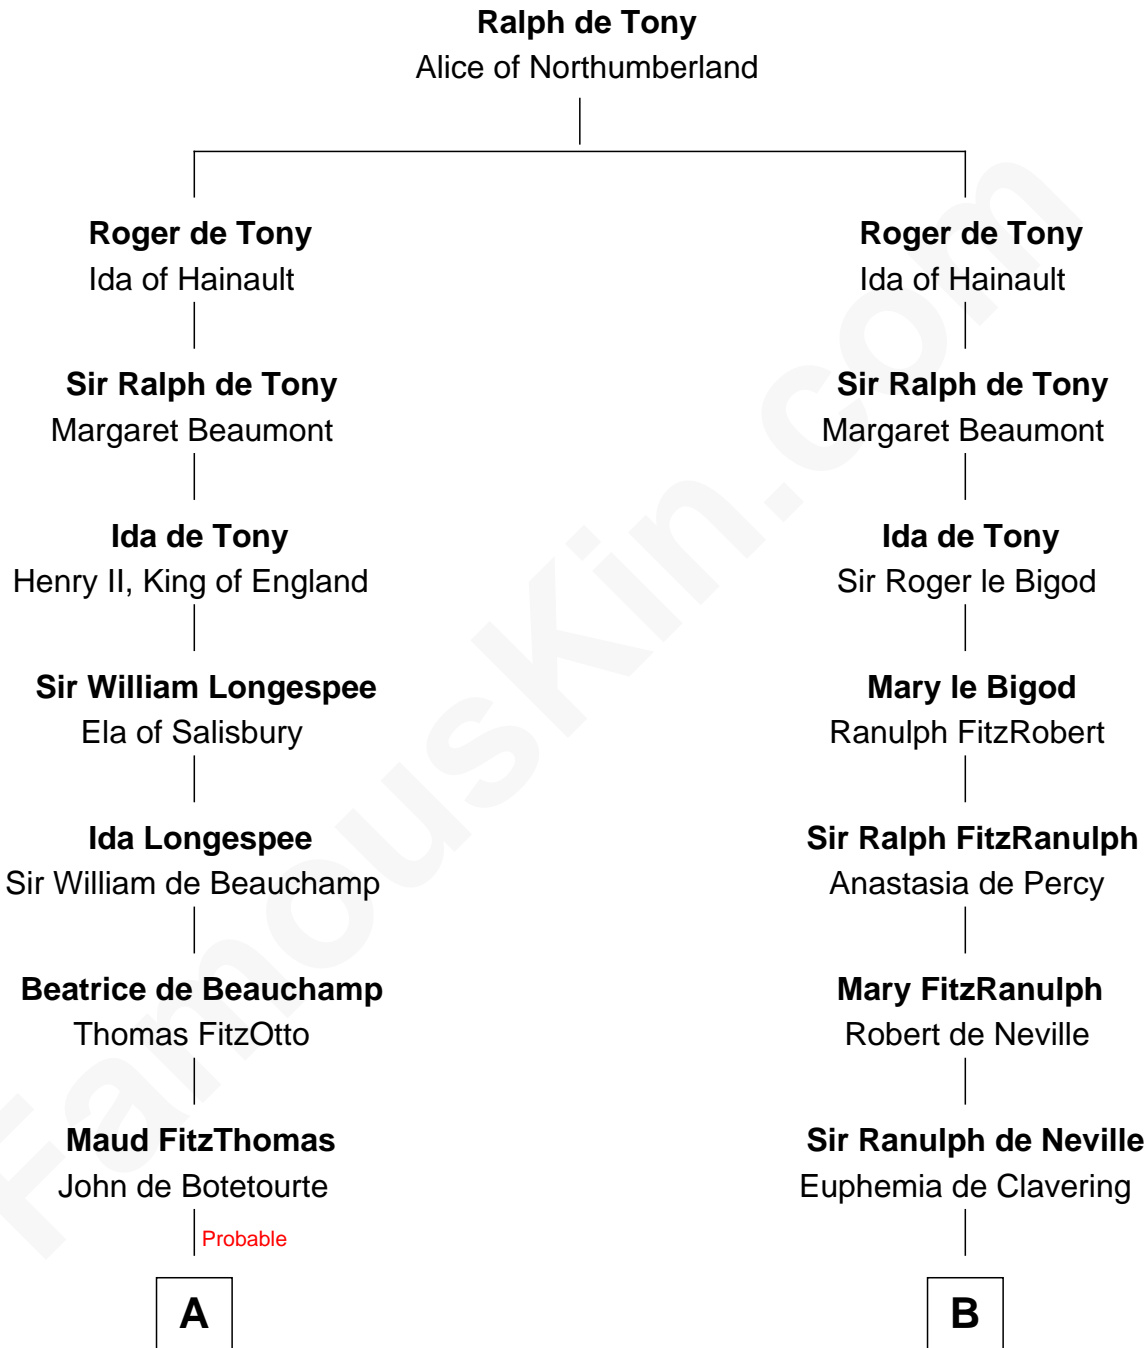 Ralph de Tony
Alice of Northumberland
Roger de Tony
Ida of Hainault
Roger de Tony
Ida of Hainault
Sir Ralph de Tony
Margaret Beaumont
Sir Ralph de Tony
Margaret Beaumont
Ida de Tony
Henry II, King of England
Ida de Tony
Sir Roger le Bigod
Sir William Longespee
Ela of Salisbury
Mary le Bigod
Ranulph FitzRobert
Ida Longespee
Sir William de Beauchamp
Sir Ralph FitzRanulph
Anastasia de Percy
Beatrice de Beauchamp
Thomas FitzOtto
Mary FitzRanulph
Robert de Neville
Maud FitzThomas
John de Botetourte
Sir Ranulph de Neville
Euphemia de Clavering
Probable
A
B
FamousKin.com